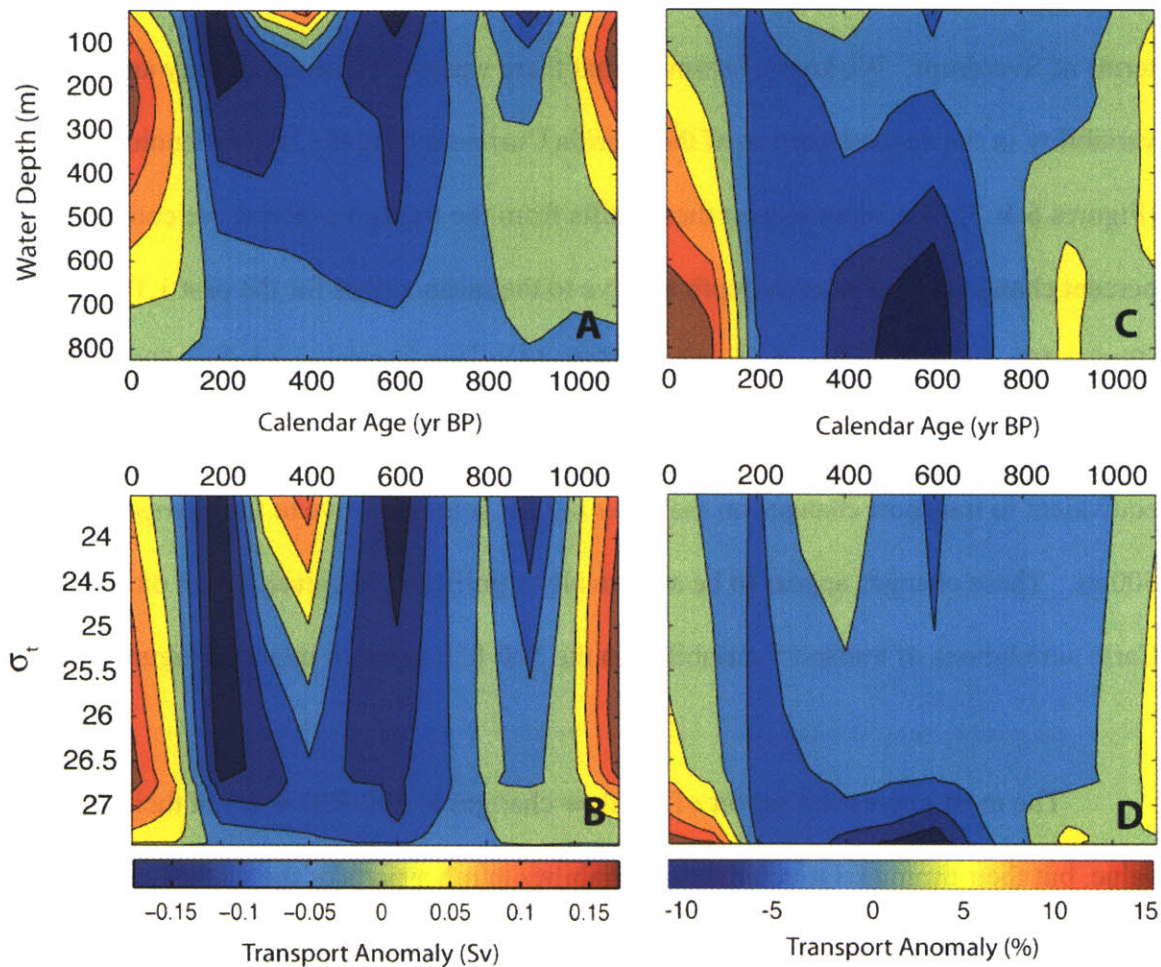 100
200
300
400
500
600
700
800
Water Depth (m)
A
0 200 400 600 800 1000
Calendar Age (yr BP)
C
0 200 400 600 800 1000
Calendar Age (yr BP)
0 200 400 600 800 1000
24
24.5
25
25.5
26
26.5
27
σt
B
−0.15 −0.1 −0.05 0 0.05 0.1 0.15
Transport Anomaly (Sv)
0 200 400 600 800 1000
D
-10 -5 0 5 10 15
Transport Anomaly (%)